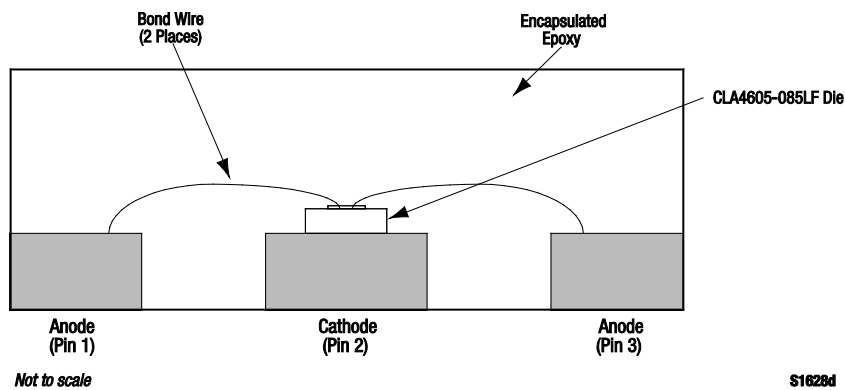 Bond Wire
(2 Places)
Encapsulated
Epoxy
CLA4605-085LF Die
Anode
(Pin 1)
Cathode
(Pin 2)
Anode
(Pin 3)
Not to scale
S1628d